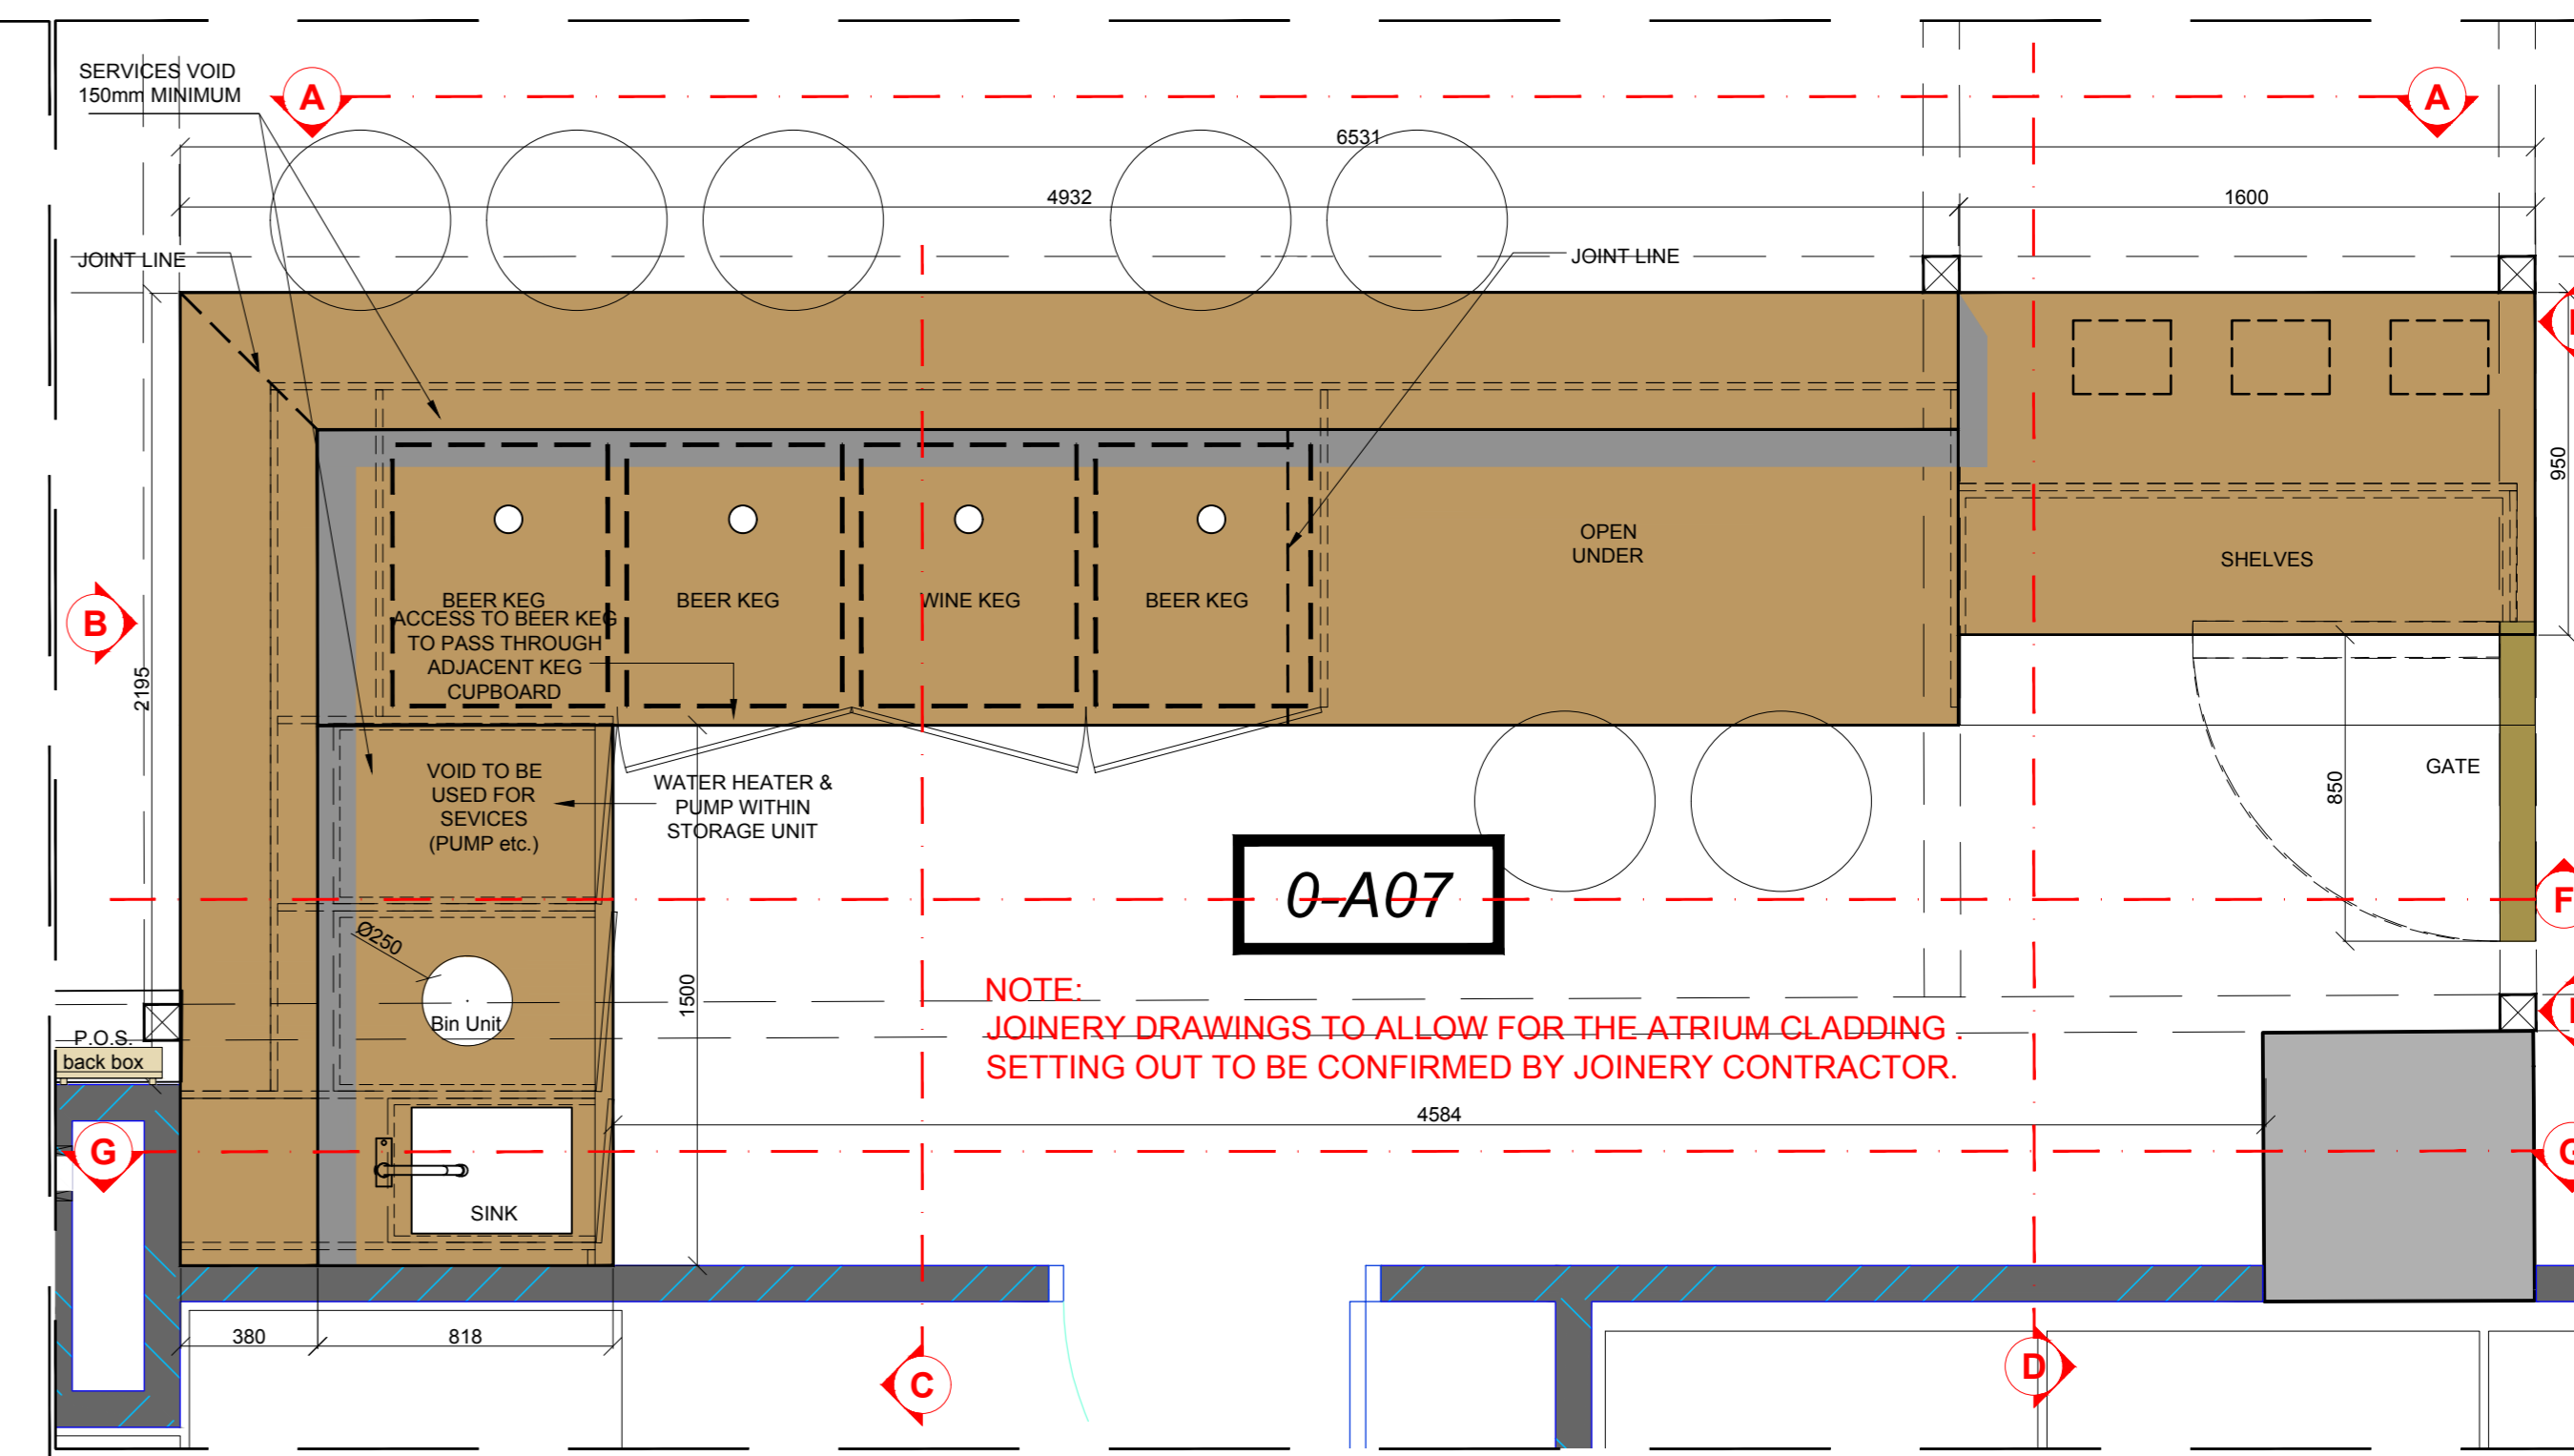 SERVICES VOID
150mm MINIMUM
A
A
6531
4932
1600
JOINT LINE
JOINT LINE
950
OPEN
UNDER
SHELVES
BEER KEG
BEER KEG
WINE KEG
BEER KEG
ACCESS TO BEER KEG
TO PASS THROUGH
ADJACENT KEG
CUPBOARD
B
2195
VOID TO BE
USED FOR
SEVICES
(PUMP etc.)
WATER HEATER &
PUMP WITHIN
STORAGE UNIT
GATE
850
0-A07
F
Ø250
1500
Bin Unit
NOTE:
JOINERY DRAWINGS TO ALLOW FOR THE ATRIUM CLADDING .
SETTING OUT TO BE CONFIRMED BY JOINERY CONTRACTOR.
P.O.S.
back box
4584
G
G
SINK
380
818
C
D